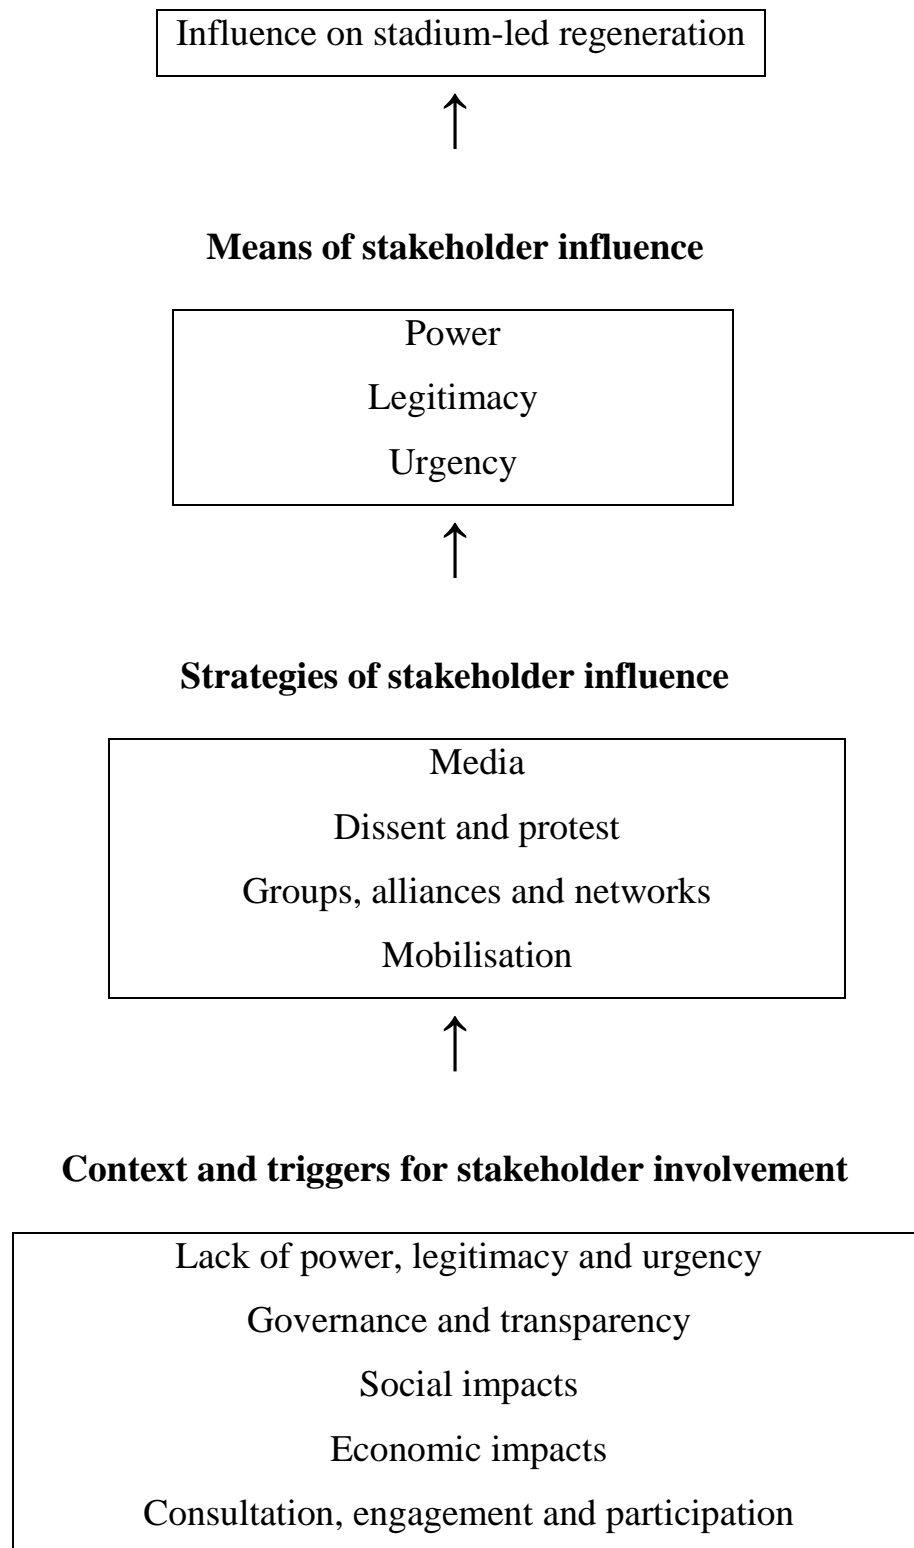 Influence on stadium-led regeneration
Means of stakeholder influence
Power
Legitimacy
Urgency
Strategies of stakeholder influence
Media
Dissent and protest
Groups, alliances and networks
Mobilisation
Context and triggers for stakeholder involvement
Lack of power, legitimacy and urgency
Governance and transparency
Social impacts
Economic impacts
Consultation, engagement and participation